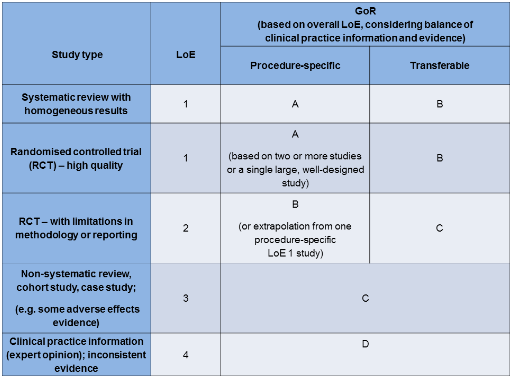 Study type
LoE
GoR
(based on overall LoE, considering balance of
clinical practice information and evidence)
Procedure-specific
Transferable
Systematic review with
homogeneous results
1
A
B
Randomised controlled trial
(RCT) – high quality
1
A
(based on two or more studies
or a single large, well-designed
study)
B
RCT – with limitations in
methodology or reporting
2
B
(or extrapolation from one
procedure-specific
LoE 1 study)
C
Non-systematic review,
cohort study, case study;
(e.g. some adverse effects
evidence)
3
C
Clinical practice information
(expert opinion); inconsistent
evidence
4
D